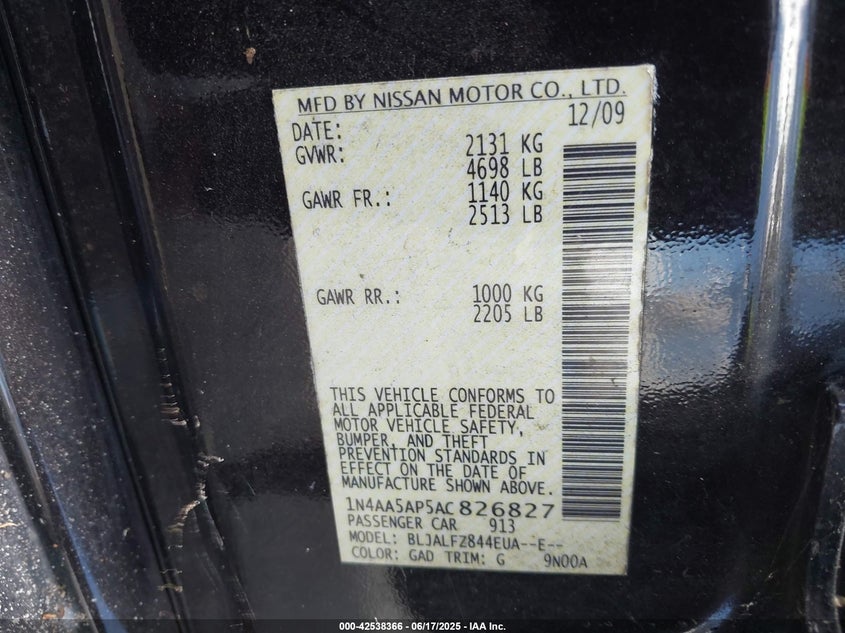 MFD BY NISSAN MOTOR CO., LTD.
DATE: 12/09
GVWR: 2131 KG
4698 LB
GAWR FR.: 1140 KG
2513 LB
GAWR RR.: 1000 KG
2205 LB
THIS VEHICLE CONFORMS TO
ALL APPLICABLE FEDERAL
MOTOR VEHICLE SAFETY,
BUMPER, AND THEFT
PREVENTION STANDARDS IN
EFFECT ON THE DATE OF
MANUFACTURE SHOWN ABOVE.
1N4AA5AP5AC826827
PASSENGER CAR 913
MODEL: BLJALFZ844EUA--E--
COLOR: GAD TRIM: G 9N00A
000-42538366 - 06/17/2025 - IAA Inc.